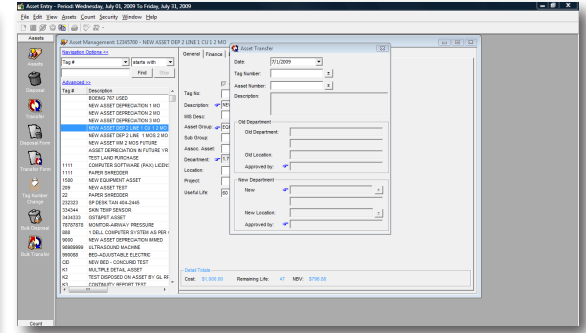 Asset Entry - Period: Wednesday, July 01, 2009 To Friday, July 31, 2009
File Edit View Assets Count Security Window Help
Assets
Assets
Disposal
Transfer
Disposal Form
Transfer Form
Tag Number
Change
Bulk Disposal
Bulk Transfer
Count
Asset Management: 12345706 - NEW ASSET DEP 2 LINE 1 CU 1 2 MO
Navigation Options >>
Tag # starts with
Find Stop
Advanced >>
Tag # Description
BOEING 767 USED
NEW ASSET DEPRECIATION 1 MO
NEW ASSET DEPRECIATION 2 MO
NEW ASSET DEPRECIATION 3 MO
NEW ASSET DEP 2 LINE 1 CU 1 2 MO
NEW ASSET DEP 2 LINE 1 MOS 2 MO
NEW ASSET MM 2 MOS FUTURE
ASSET DEPRECIATION IN FUTURE YR
TEST LAND PURCHASE
1111 COMPUTER SOFTWARE (PAX) LICENS
1111 PAPER SHREDDER
1500 NEW EQUIPMENT ASSET
209 NEW ASSET TEST
22 PAPER SHREDDER
232323 SP DESK TAN 404-2445
334344 SKIN TEMP SENSOR
3434333 GST&PST ASSET
78787878 MONITOR-AIRWAY PRESSURE
888 1 DELL COMPUTER SYSTEM AS PER
9000 NEW ASSET DEPRECIATION MMED
98989898 ULTRASOUND MACHINE
990088 BED-ADJUSTABLE ELECTRIC
CID NEW BED - CONCURID TEST
K1 MULTIPLE DETAIL ASSET
K2 TEST DISPOSED ON ASSET BY GL RF
K3 CONTINUITY REPORT TEST
General Finance
Tag No:
Description: NE
MS Desc:
Asset Group: EQ
Sub Group:
Assoc. Asset:
Department:
Location:
Project:
Useful Life: 60
Detail Totals
Cost: $1,000.00 Remaining Life: 47 NBV:
Asset Transfer
Date: 7/1/2009
Tag Number:
Asset Number:
Description:
Old Department
Old Department:
Old Location:
Approved by:
New Department
New
New Location:
Approved by: